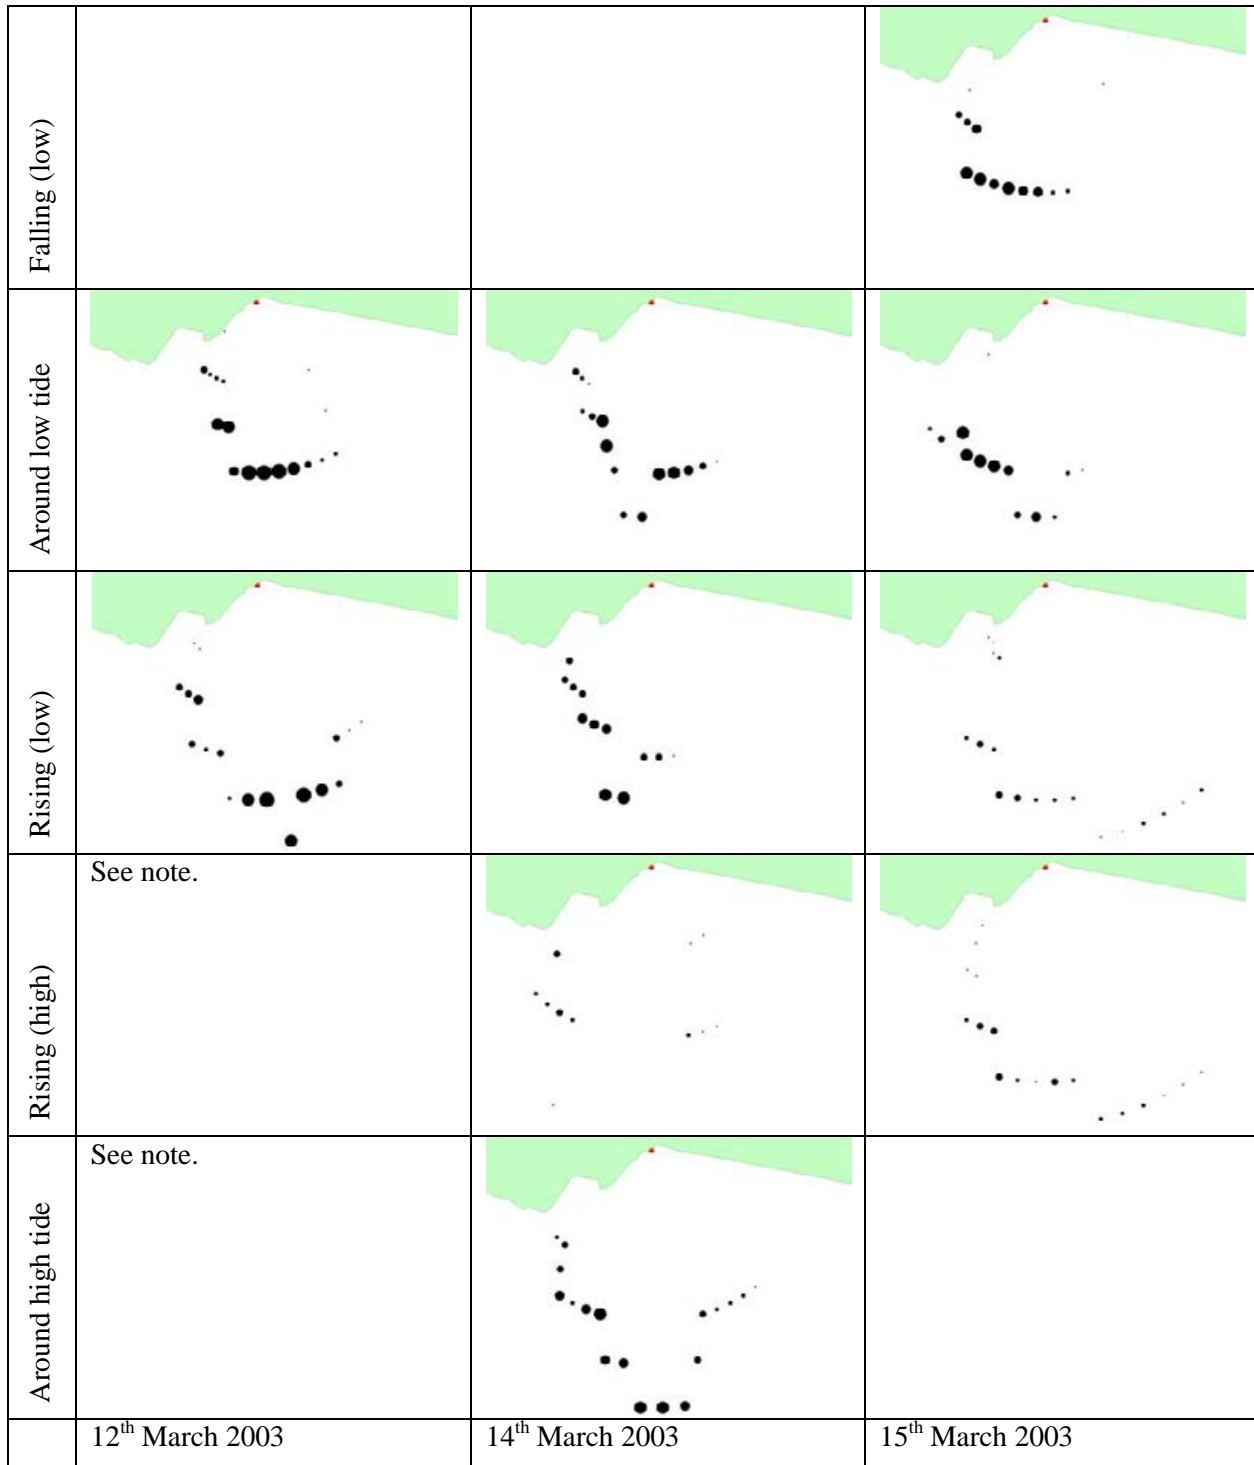 Falling (low)
Around low tide
Rising (low)
Rising (high)
See note.
Around high tide
See note.
12th March 2003
14th March 2003
15th March 2003